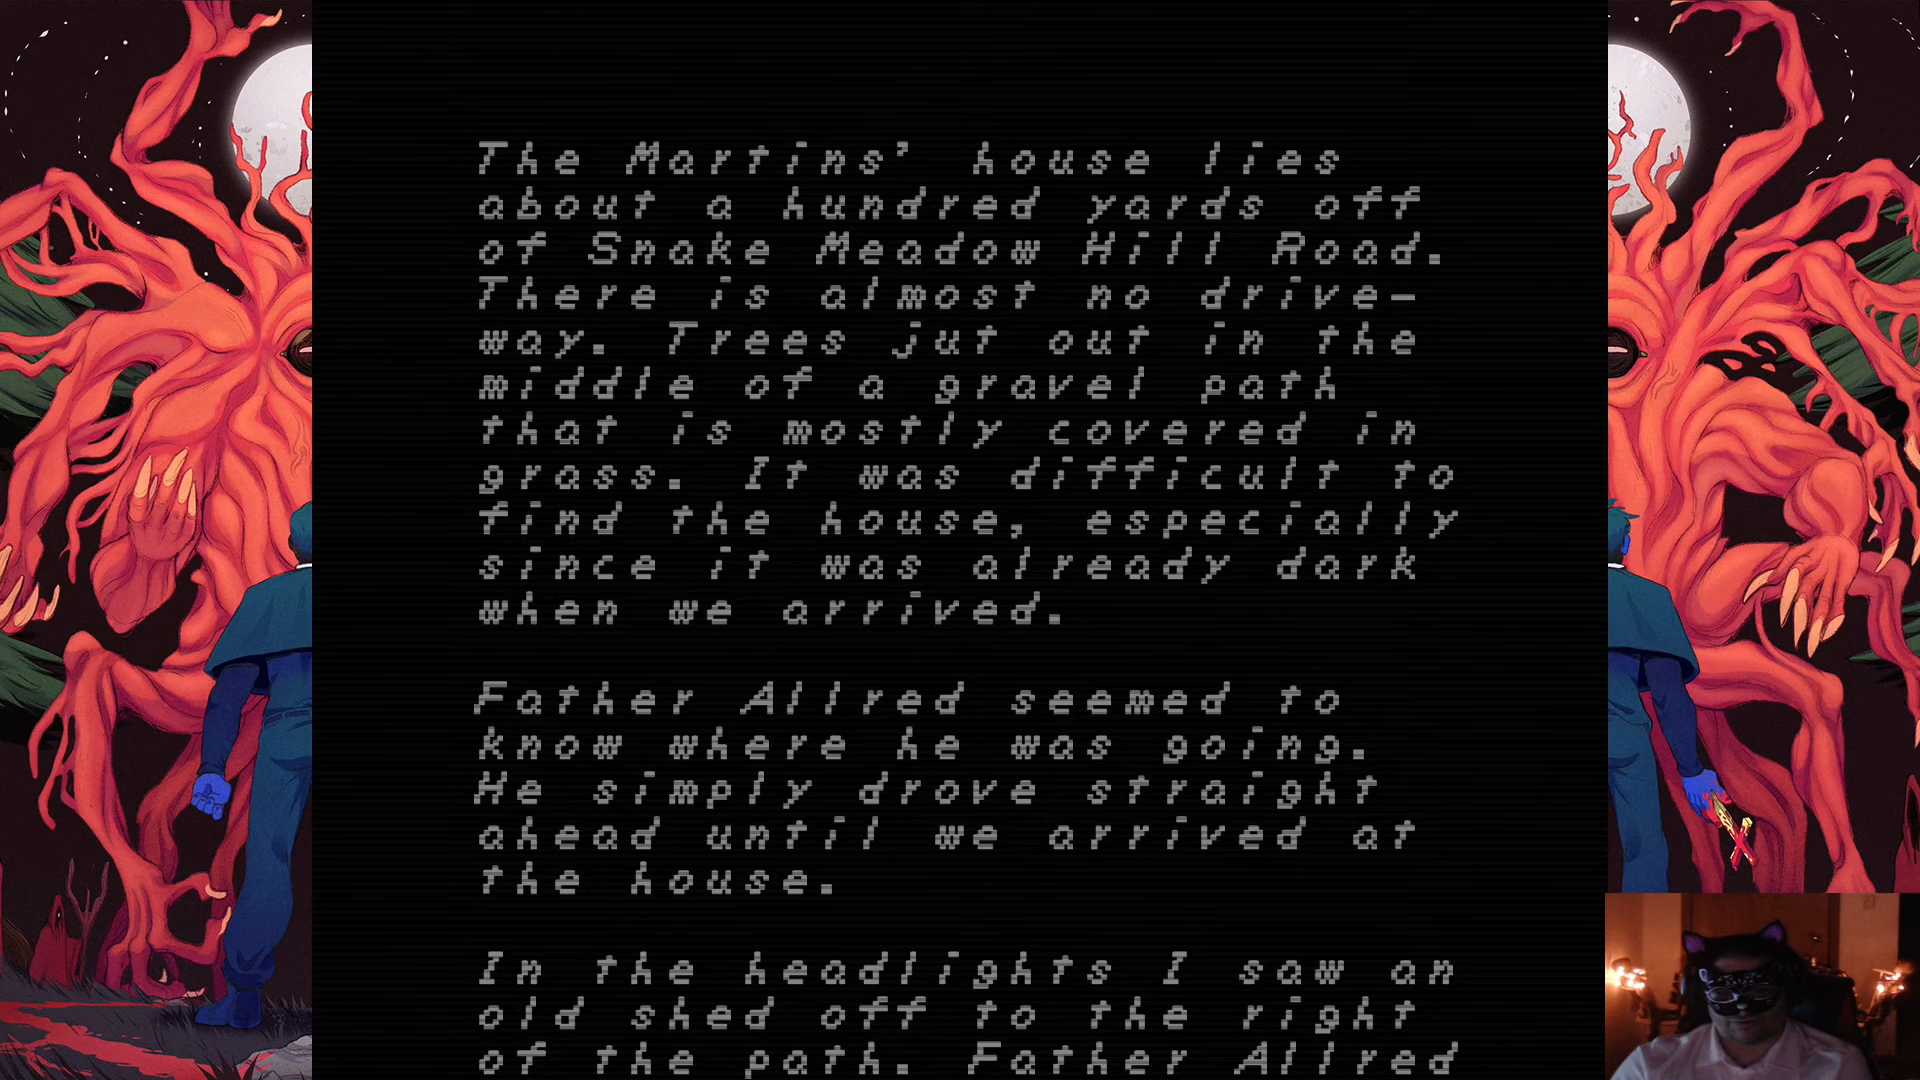 The Martins' house lies
about a hundred yards off
of Snake Meadow Hill Road.
There is almost no drive-
way. Trees jut out in the
middle of a gravel path
that is mostly covered in
grass. It was difficult to
find the house, especially
since it was already dark
when we arrived.
Father Allred seemed to
know where he was going.
He simply drove straight
ahead until we arrived at
the house.
In the headlights I saw an
old shed off to the right
of the path. Father Allred